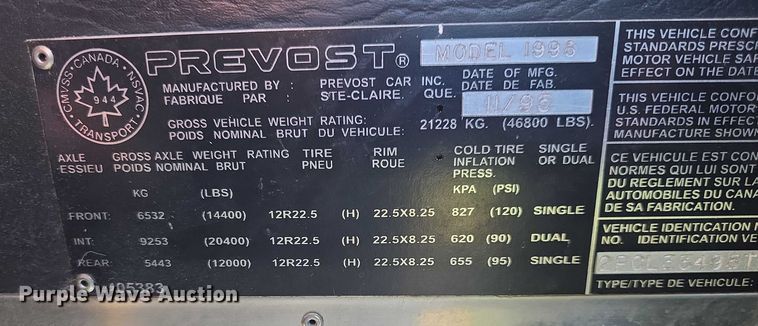 CMVSS · CANADA · NSVAC
944
TRANSPORT
PREVOST®
MODEL 1996
MANUFACTURED BY : PREVOST CAR INC.
FABRIQUE PAR : STE-CLAIRE, QUE.
DATE OF MFG.
DATE DE FAB.
11/96
GROSS VEHICLE WEIGHT RATING:
POIDS NOMINAL BRUT DU VEHICULE:
21228 KG. (46800 LBS.)
AXLE GROSS AXLE WEIGHT RATING TIRE RIM COLD TIRE SINGLE
ESSIEU POIDS NOMINAL BRUT PNEU ROUE INFLATION OR DUAL
PRESS.
KG (LBS) KPA (PSI)
FRONT: 6532 (14400) 12R22.5 (H) 22.5X8.25 827 (120) SINGLE
INT: 9253 (20400) 12R22.5 (H) 22.5X8.25 620 (90) DUAL
REAR: 5443 (12000) 12R22.5 (H) 22.5X8.25 655 (95) SINGLE
THIS VEHICLE CONF
STANDARDS PRESC
MOTOR VEHICLE SAF
EFFECT ON THE DATE
THIS VEHICLE CONFO
U.S. FEDERAL MOTOR
STANDARDS IN EFFECT
MANUFACTURE SHOWN
CE VEHICULE EST CON
NORMES QUI LUI SONT
DU REGLEMENT SUR LA
AUTOMOBILES DU CANA
DE SA FABRICATION.
VEHICLE IDENTICATION N
NO. IDENTIFICATION VE
TYPE/TYPE DE VEHICULE:
Purple Wave Auction